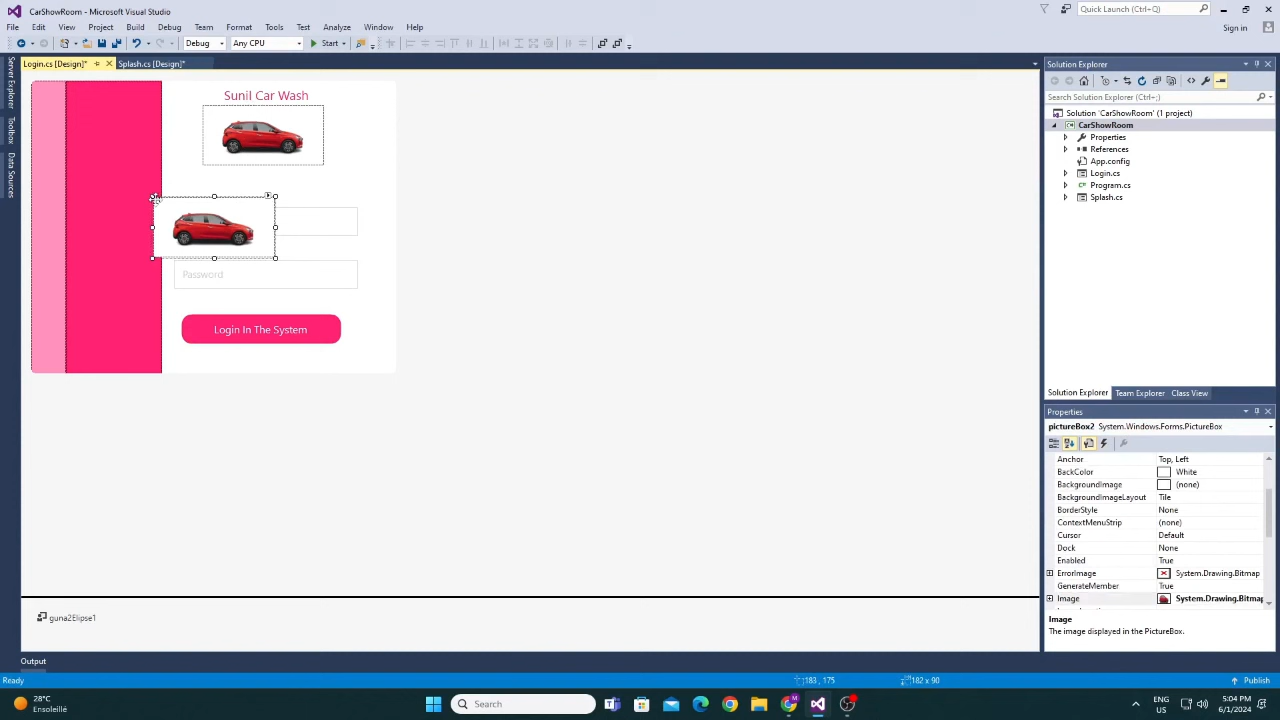 CarShowRoom - Microsoft Visual Studio
Quick Launch (Ctrl+Q)
File Edit View Project Build Debug Team Format Tools Test Analyze Window Help
Sign in
Debug Any CPU Start
Login.cs [Design]* Splash.cs [Design]*
Server Explorer
Toolbox
Data Sources
Sunil Car Wash
Password
Login In The System
guna2Elipse1
Solution Explorer
Search Solution Explorer (Ctrl+;)
Solution 'CarShowRoom' (1 project)
CarShowRoom
Properties
References
App.config
Login.cs
Program.cs
Splash.cs
Solution Explorer Team Explorer Class View
Properties
pictureBox2 System.Windows.Forms.PictureBox
Anchor Top, Left
BackColor White
BackgroundImage (none)
BackgroundImageLayout Tile
BorderStyle None
ContextMenuStrip (none)
Cursor Default
Dock None
Enabled True
ErrorImage System.Drawing.Bitmap
GenerateMember True
Image System.Drawing.Bitmap
Image
The image displayed in the PictureBox.
Output
Ready 183 , 175 182 x 90 Publish
28°C
Ensoleillé
Search
ENG
US
5:04 PM
6/1/2024